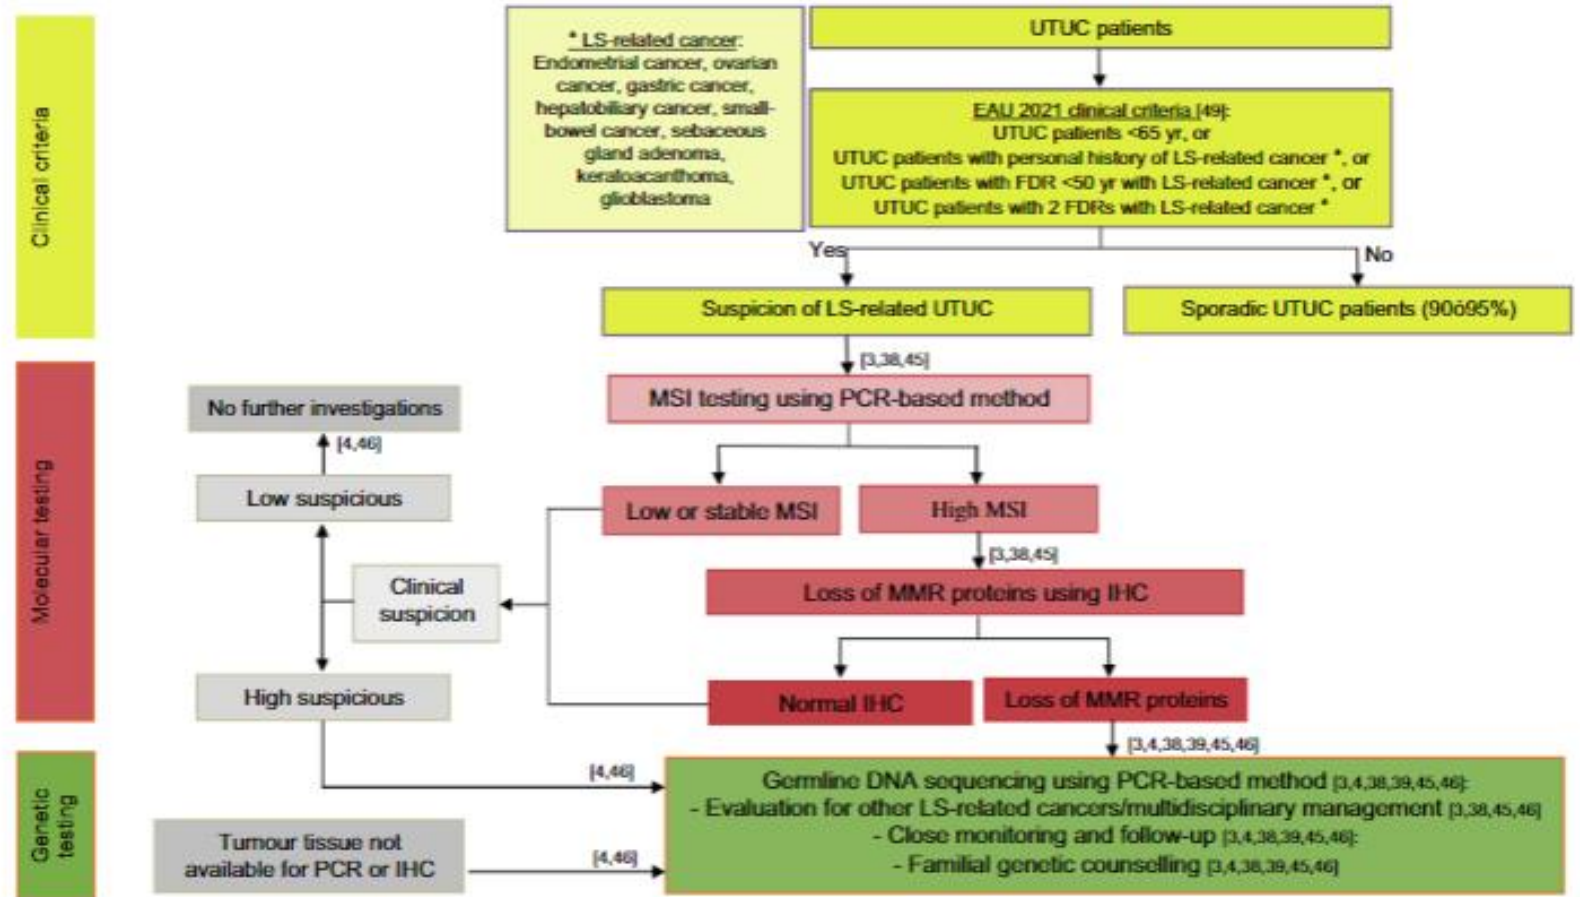 Clinical criteria
* LS-related cancer:
Endometrial cancer, ovarian
cancer, gastric cancer,
hepatobiliary cancer, small-
bowel cancer, sebaceous
gland adenoma,
keratoacanthoma,
glioblastoma
UTUC patients
EAU 2021 clinical criteria [49]:
UTUC patients <65 yr, or
UTUC patients with personal history of LS-related cancer *, or
UTUC patients with FDR <50 yr with LS-related cancer *, or
UTUC patients with 2 FDRs with LS-related cancer *
Yes
No
Suspicion of LS-related UTUC
Sporadic UTUC patients (90ó95%)
Molecular testing
[3,38,45]
MSI testing using PCR-based method
No further investigations
[4,46]
Low suspicious
Low or stable MSI
High MSI
[3,38,45]
Clinical
suspicion
Loss of MMR proteins using IHC
High suspicious
Normal IHC
Loss of MMR proteins
[3,4,38,39,45,46]
Genetic
testing
[4,46]
Germline DNA sequencing using PCR-based method [3,4,38,39,45,46]:
- Evaluation for other LS-related cancers/multidisciplinary management [3,38,45,46]
- Close monitoring and follow-up [3,4,38,39,45,46]:
- Familial genetic counselling [3,4,38,39,45,46]
Tumour tissue not
available for PCR or IHC
[4,46]